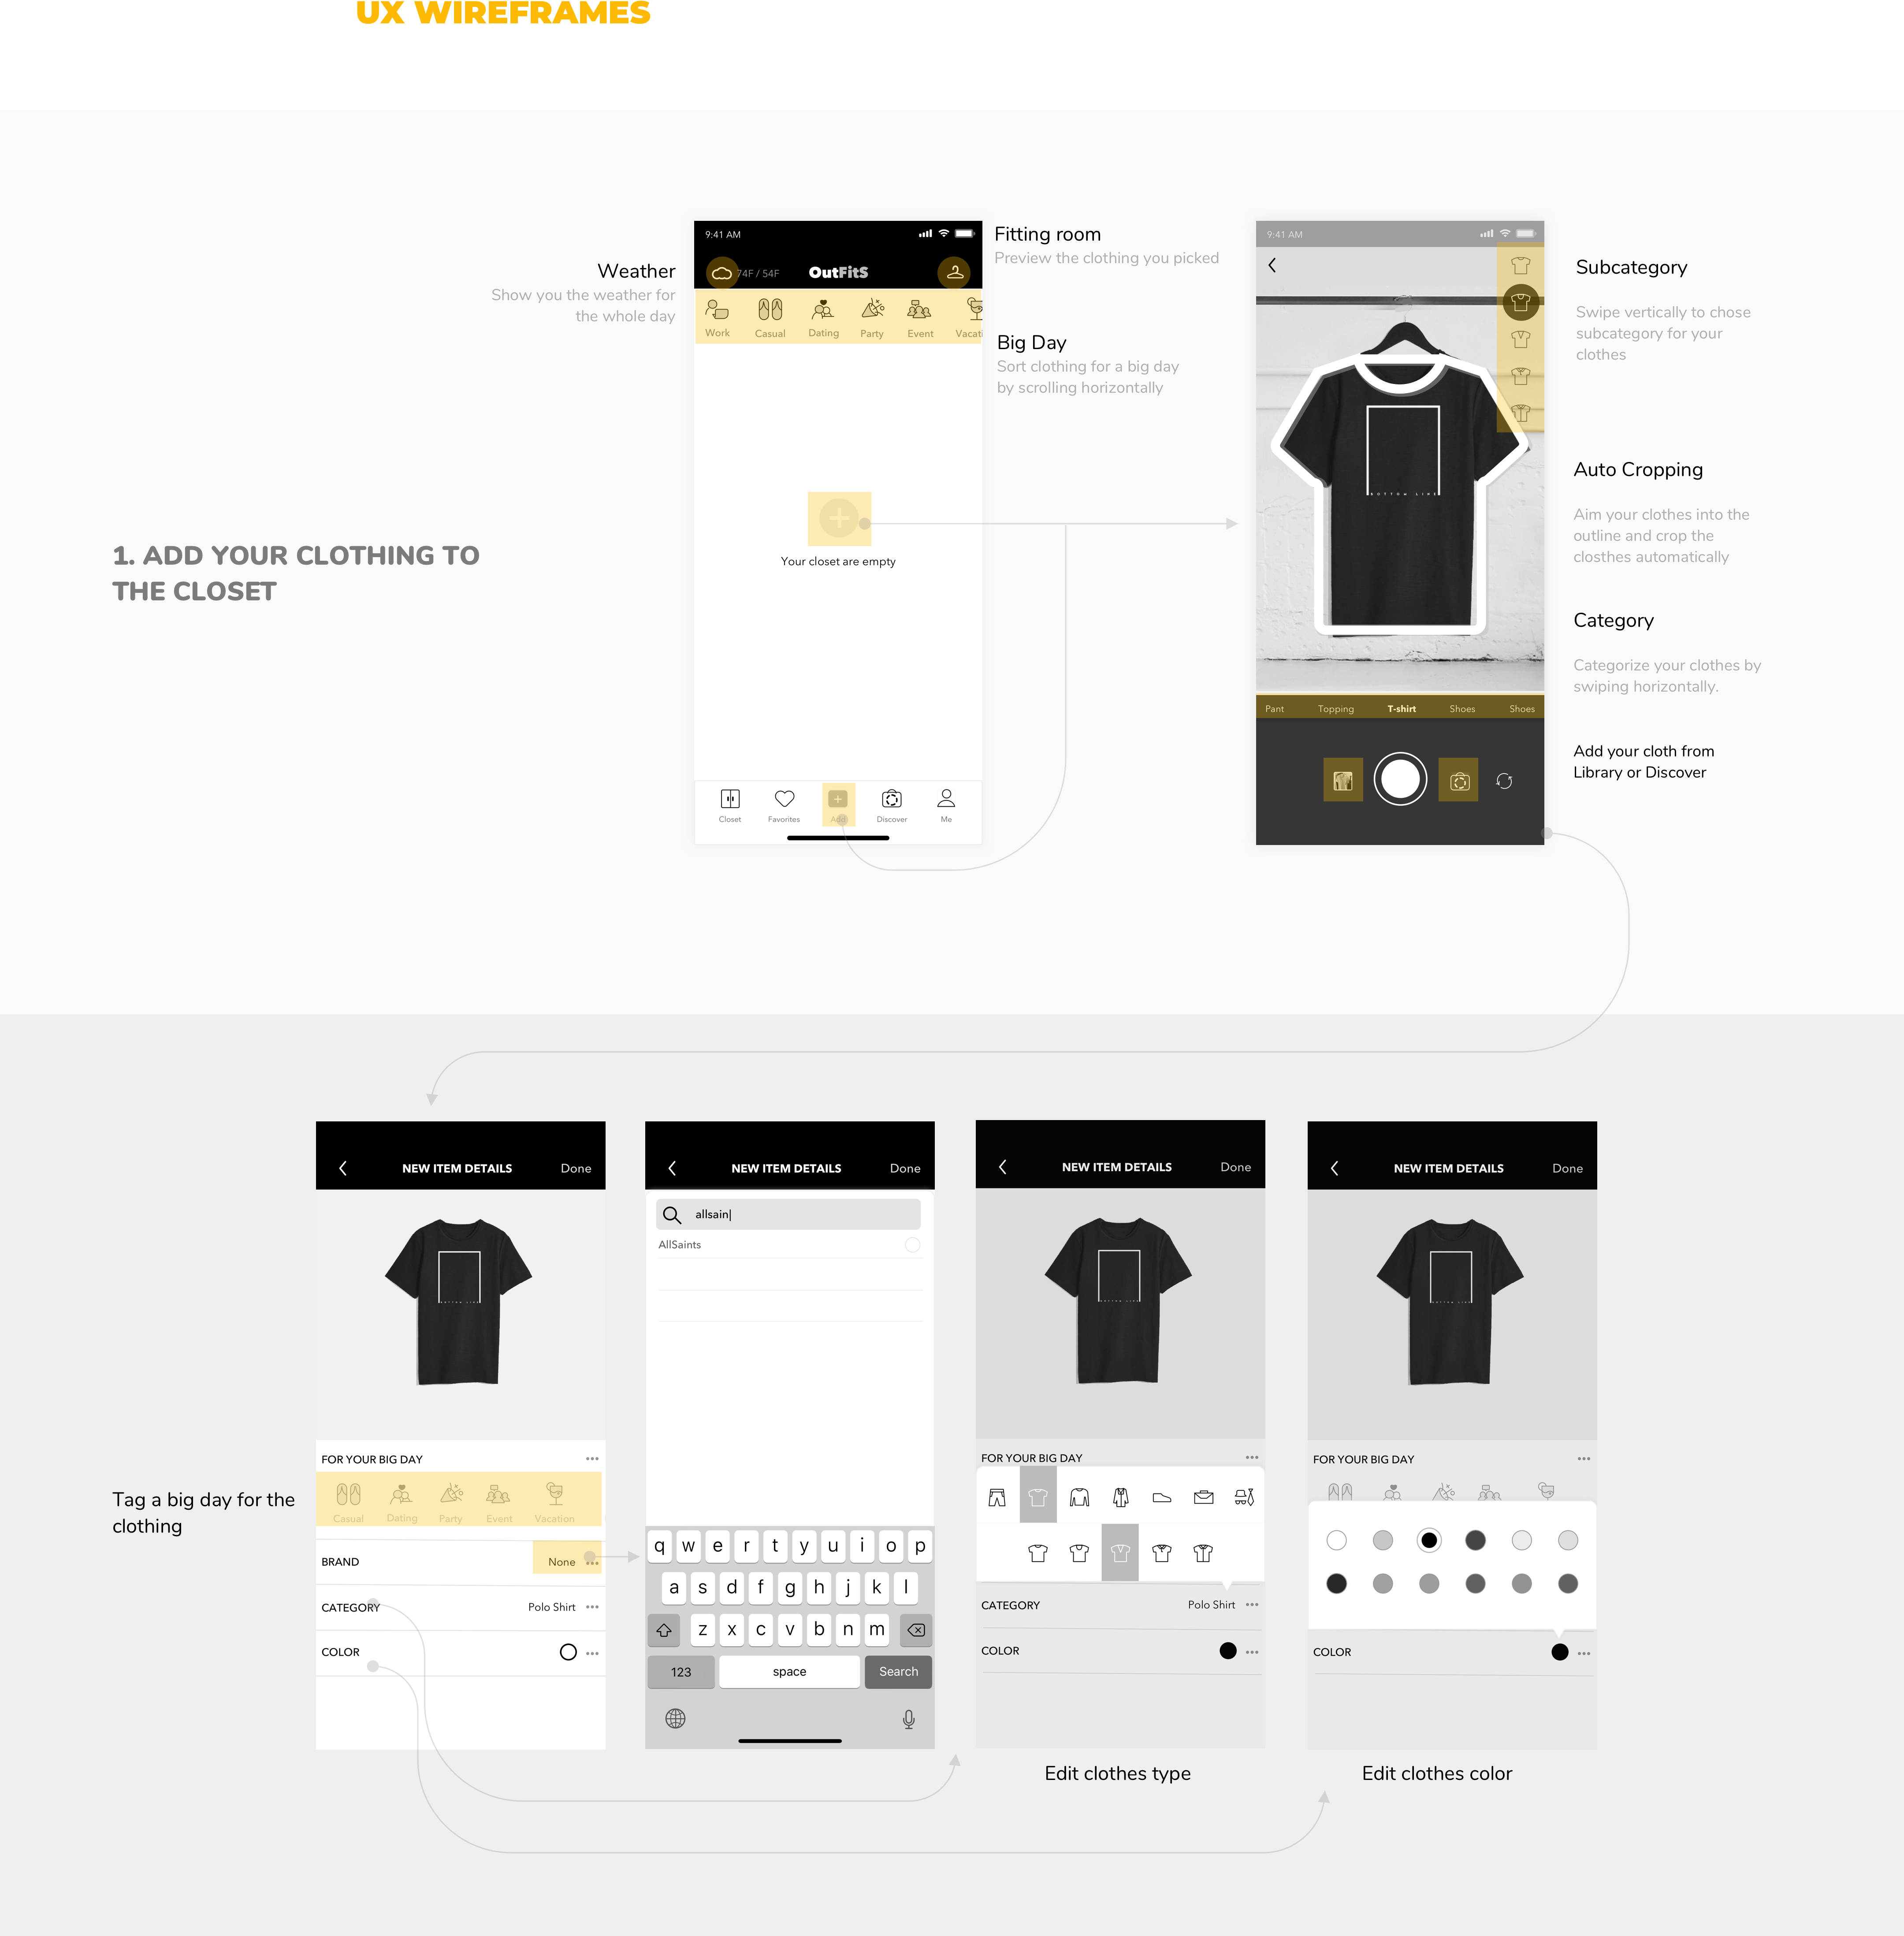 UX WIREFRAMES
1. ADD YOUR CLOTHING TO
THE CLOSET
Weather
Show you the weather for
the whole day
9:41 AM
74F / 54F
OutFitS
Work
Casual
Dating
Party
Event
Vacati
Your closet are empty
Closet
Favorites
Add
Discover
Me
Fitting room
Preview the clothing you picked
Big Day
Sort clothing for a big day
by scrolling horizontally
9:41 AM
BOTTOM LINE
Pant
Topping
T-shirt
Shoes
Shoes
Subcategory
Swipe vertically to chose
subcategory for your
clothes
Auto Cropping
Aim your clothes into the
outline and crop the
closthes automatically
Category
Categorize your clothes by
swiping horizontally.
Add your cloth from
Library or Discover
Tag a big day for the
clothing
NEW ITEM DETAILS
Done
BOTTOM LINE
FOR YOUR BIG DAY
Casual
Dating
Party
Event
Vacation
BRAND
None
CATEGORY
Polo Shirt
COLOR
NEW ITEM DETAILS
Done
allsain
AllSaints
q w e r t y u i o p
a s d f g h j k l
z x c v b n m
123
space
Search
NEW ITEM DETAILS
Done
BOTTOM LINE
FOR YOUR BIG DAY
CATEGORY
Polo Shirt
COLOR
Edit clothes type
NEW ITEM DETAILS
Done
BOTTOM LINE
FOR YOUR BIG DAY
COLOR
Edit clothes color